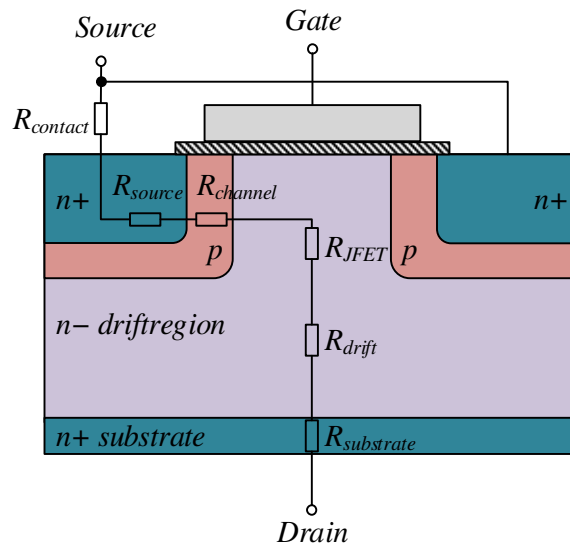 Source
Gate
R_contact
n+
R_source
R_channel
n+
p
R_JFET
p
n− driftregion
R_drift
n+ substrate
R_substrate
Drain